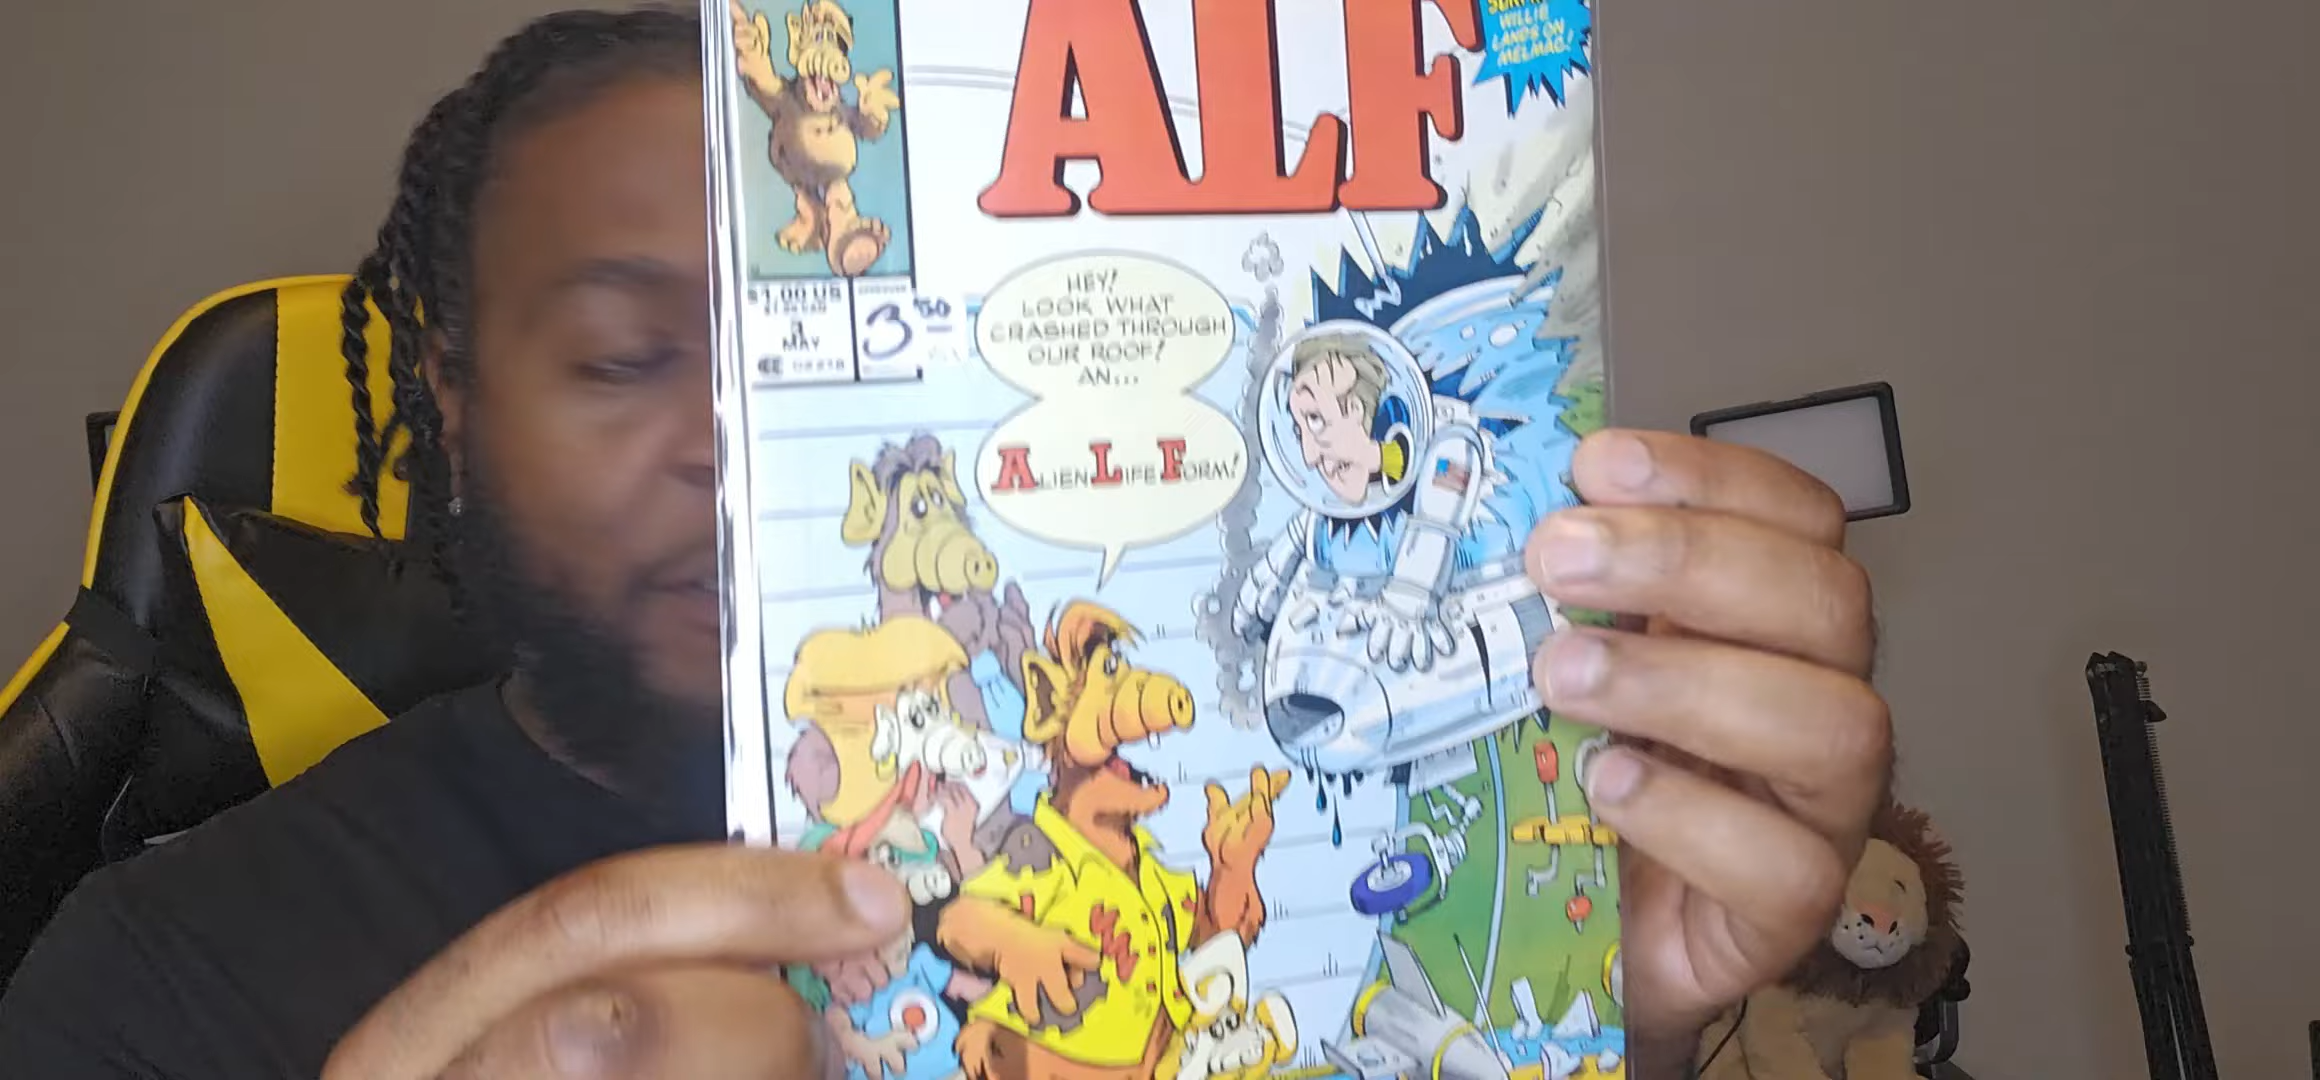 ALF
WILLIE
LANDS ON
MELMAC!
$1.00 US
3
MAY
3 50
HEY!
LOOK WHAT
CRASHED THROUGH
OUR ROOF!
AN...
ALIEN LIFE FORM!